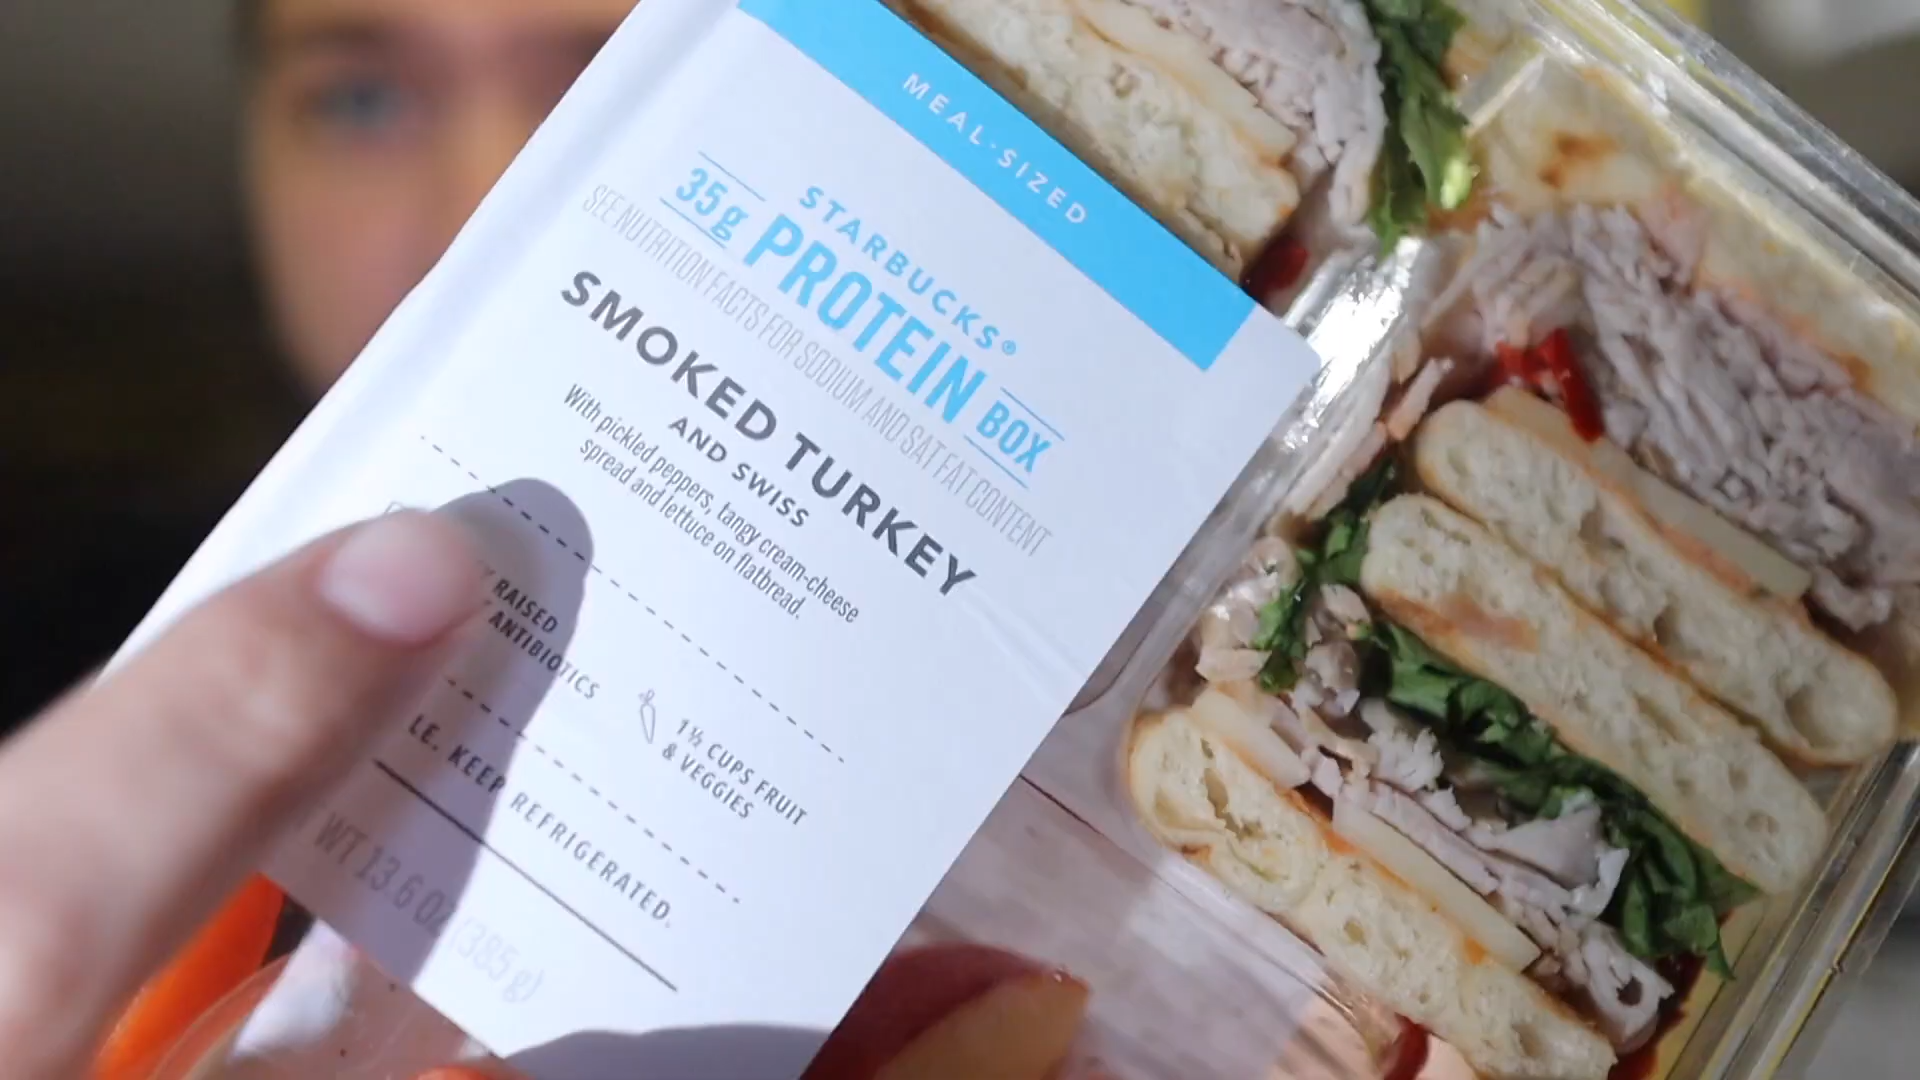 MEAL·SIZED
STARBUCKS®
35g PROTEIN BOX
SEE NUTRITION FACTS FOR SODIUM AND SAT FAT CONTENT
SMOKED TURKEY
AND SWISS
With pickled peppers, tangy cream-cheese
spread and lettuce on flatbread.
RAISED
ANTIBIOTICS
1½ CUPS FRUIT
& VEGGIES
KEEP REFRIGERATED.
WT 13.6 OZ (385 g)